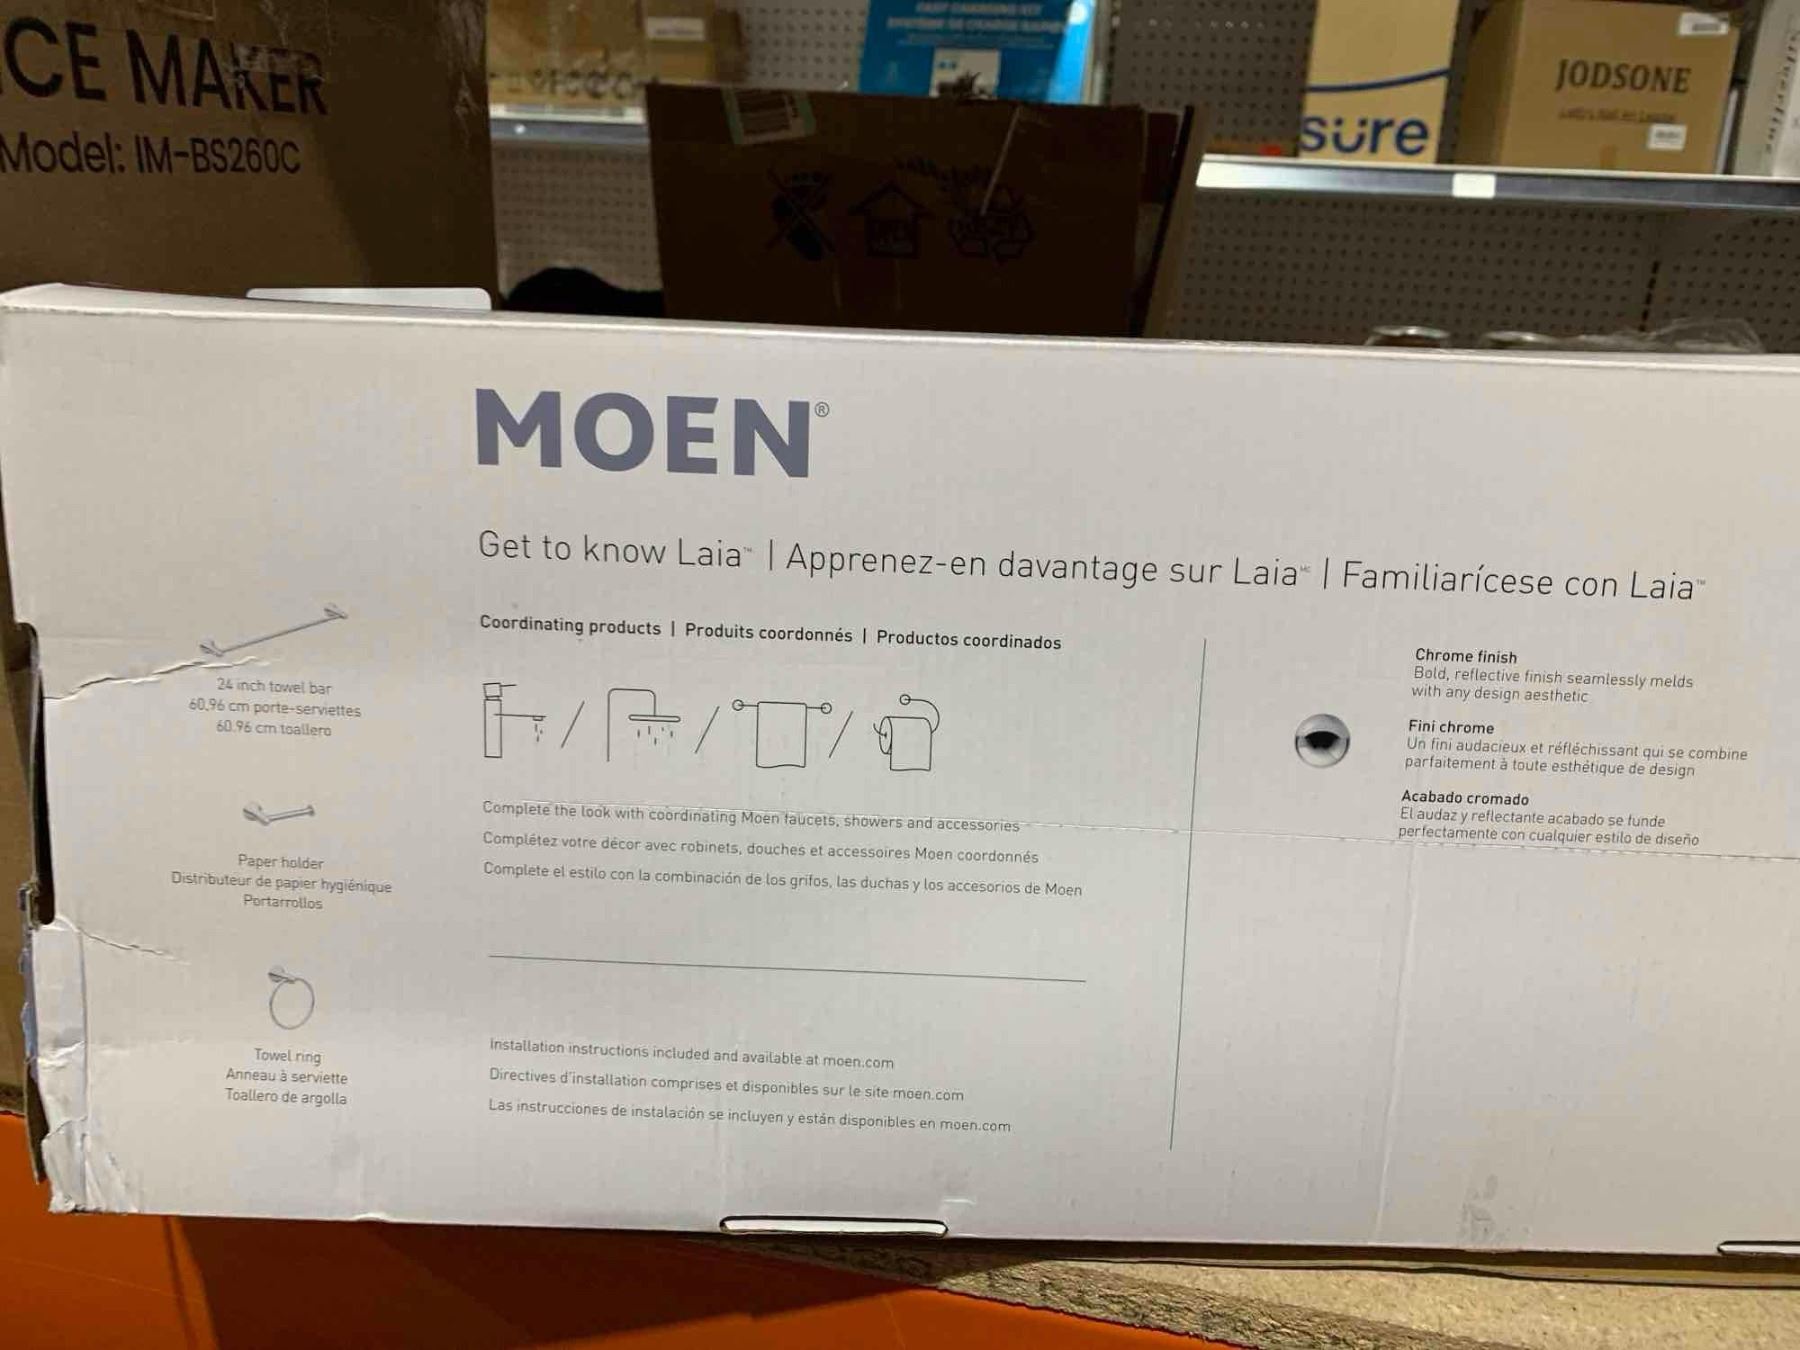 CE MAKER
Model: IM-BS260C
FAST CHARGING KIT
sure
JODSONE
MOEN®
Get to know Laia™ | Apprenez-en davantage sur Laia MC | Familiarícese con Laia™
24 inch towel bar
60.96 cm porte-serviettes
60.96 cm toallero
Paper holder
Distributeur de papier hygiénique
Portarrollos
Towel ring
Anneau à serviette
Toallero de argolla
Coordinating products | Produits coordonnés | Productos coordinados
Complete the look with coordinating Moen faucets, showers and accessories
Complétez votre décor avec robinets, douches et accessoires Moen coordonnés
Complete el estilo con la combinación de los grifos, las duchas y los accesorios de Moen
Installation instructions included and available at moen.com
Directives d'installation comprises et disponibles sur le site moen.com
Las instrucciones de instalación se incluyen y están disponibles en moen.com
Chrome finish
Bold, reflective finish seamlessly melds
with any design aesthetic
Fini chrome
Un fini audacieux et réfléchissant qui se combine
parfaitement à toute esthétique de design
Acabado cromado
El audaz y reflectante acabado se funde
perfectamente con cualquier estilo de diseño